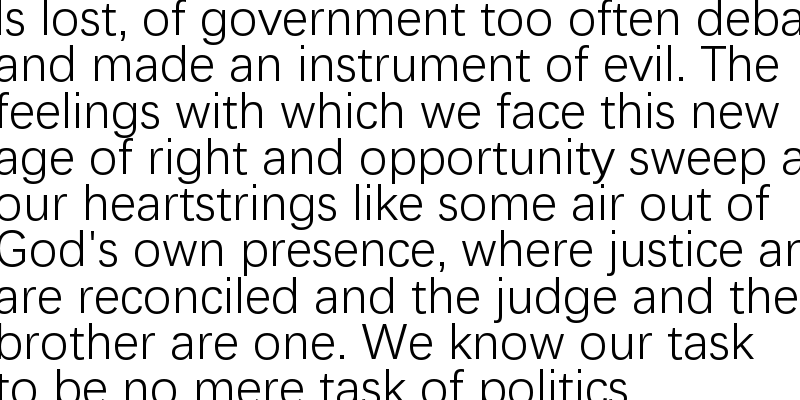 is lost, of government too often deba
and made an instrument of evil. The
feelings with which we face this new
age of right and opportunity sweep a
our heartstrings like some air out of
God's own presence, where justice an
are reconciled and the judge and the
brother are one. We know our task
to be no mere task of politics